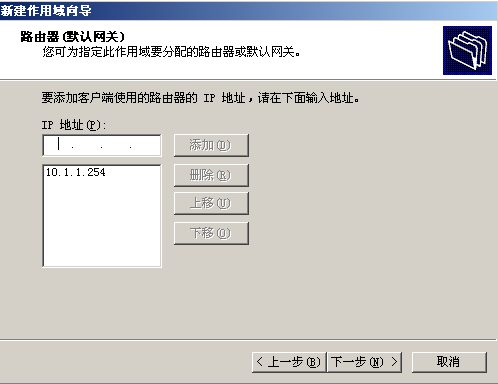 新建作用域向导
路由器(默认网关)
您可为指定此作用域要分配的路由器或默认网关。
要添加客户端使用的路由器的 IP 地址，请在下面输入地址。
IP 地址(P):
. . .
添加(D)
10.1.1.254
删除(R)
上移(U)
下移(O)
< 上一步(B)
下一步(N) >
取消